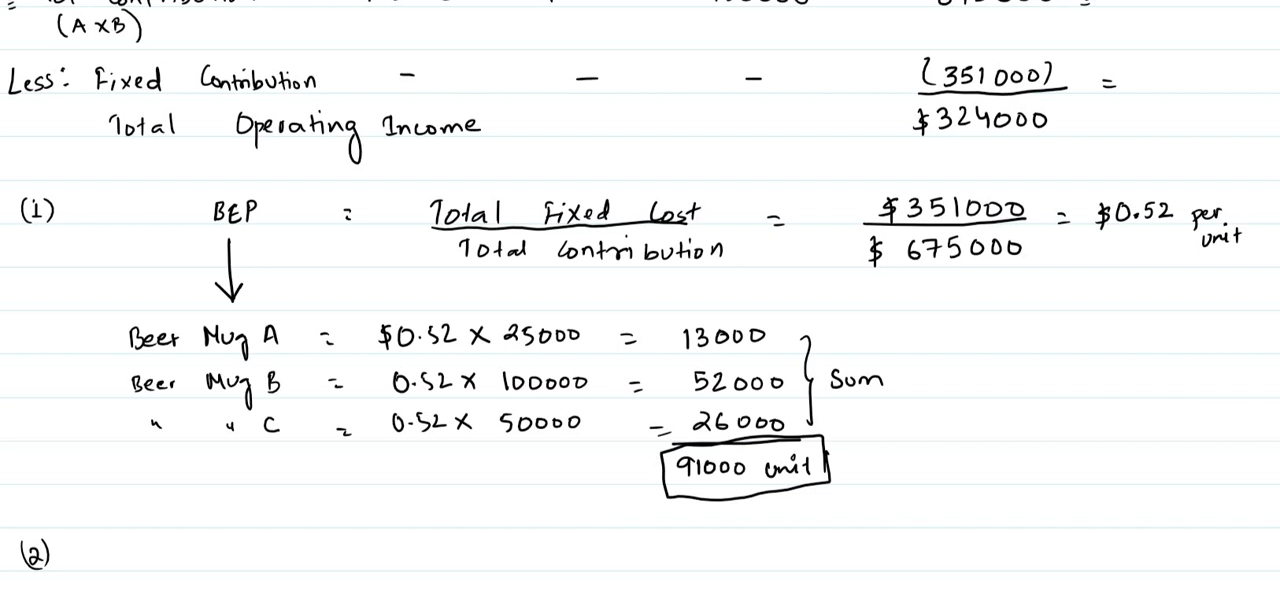 (A x B)
Less: Fixed Contribution - - - (351000) =
Total Operating Income $324000
(1) BEP = Total Fixed Cost / Total Contribution = $351000 / $675000 = $0.52 per unit
Beer Mug A = $0.52 x 25000 = 13000
Beer Mug B = 0.52 x 100000 = 52000 Sum
" " C = 0.52 x 50000 = 26000
91000 unit
(2)